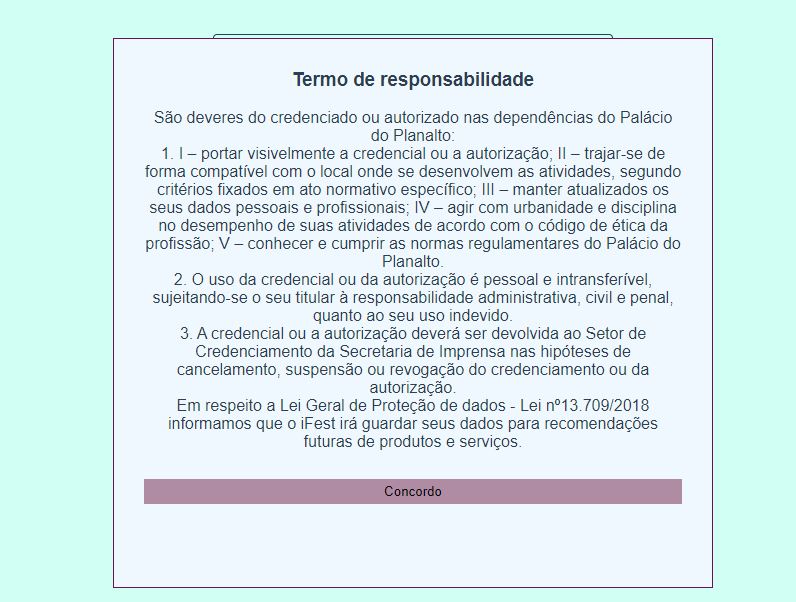 Termo de responsabilidade
São deveres do credenciado ou autorizado nas dependências do Palácio
do Planalto:
1. I – portar visivelmente a credencial ou a autorização; II – trajar-se de
forma compatível com o local onde se desenvolvem as atividades, segundo
critérios fixados em ato normativo específico; III – manter atualizados os
seus dados pessoais e profissionais; IV – agir com urbanidade e disciplina
no desempenho de suas atividades de acordo com o código de ética da
profissão; V – conhecer e cumprir as normas regulamentares do Palácio do
Planalto.
2. O uso da credencial ou da autorização é pessoal e intransferível,
sujeitando-se o seu titular à responsabilidade administrativa, civil e penal,
quanto ao seu uso indevido.
3. A credencial ou a autorização deverá ser devolvida ao Setor de
Credenciamento da Secretaria de Imprensa nas hipóteses de
cancelamento, suspensão ou revogação do credenciamento ou da
autorização.
Em respeito a Lei Geral de Proteção de dados - Lei nº13.709/2018
informamos que o iFest irá guardar seus dados para recomendações
futuras de produtos e serviços.
Concordo